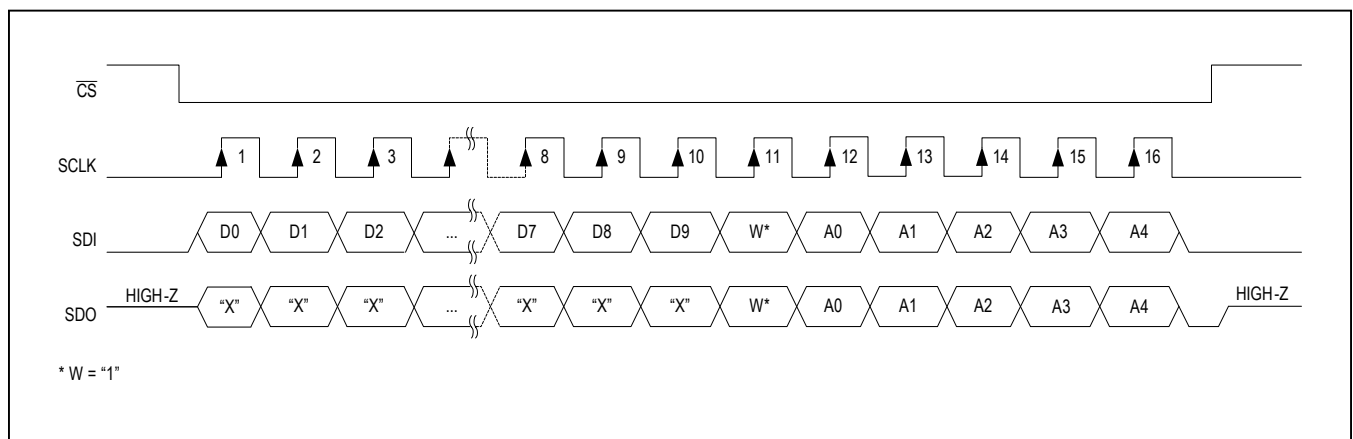 CS
SCLK 1 2 3 8 9 10 11 12 13 14 15 16
SDI D0 D1 D2 ... D7 D8 D9 W* A0 A1 A2 A3 A4
HIGH-Z HIGH-Z
SDO “X” “X” “X” ... “X” “X” “X” W* A0 A1 A2 A3 A4
* W = “1”